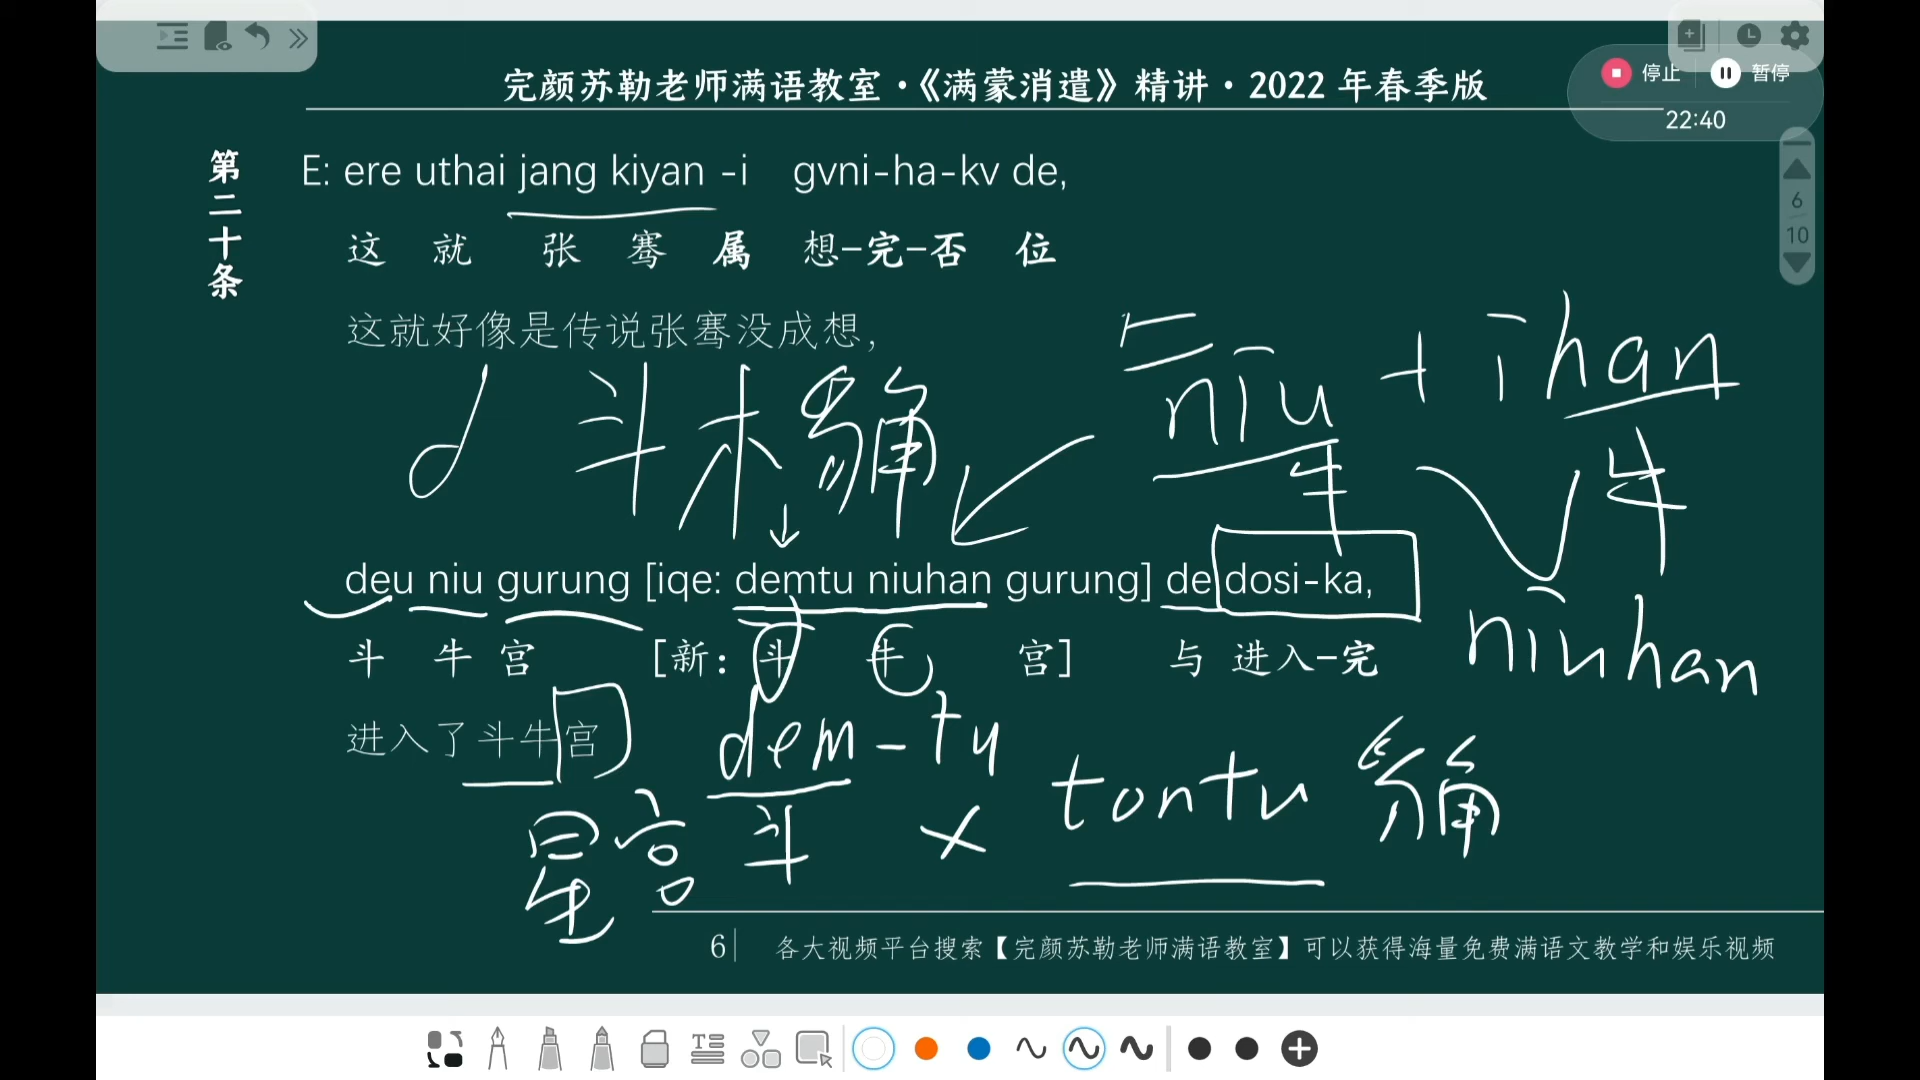 停止 暂停
22:40
完颜苏勒老师满语教室·《满蒙消遣》精讲·2022 年春季版
第二十条
6
10
E: ere uthai jang kiyan -i gvni-ha-kv de,
这 就 张 骞 属 想-完-否 位
这就好像是传说张骞没成想,
d 斗木獬
niu + ihan
牛 牛
niuhan
deu niu gurung [iqe: demtu niuhan gurung] de dosi-ka,
斗 牛 宫 [新: 斗 牛 宫] 与 进入-完
进入了斗牛宫
星宫
dem-tu
斗 × tontu
6
各大视频平台搜索【完颜苏勒老师满语教室】可以获得海量免费满语文教学和娱乐视频